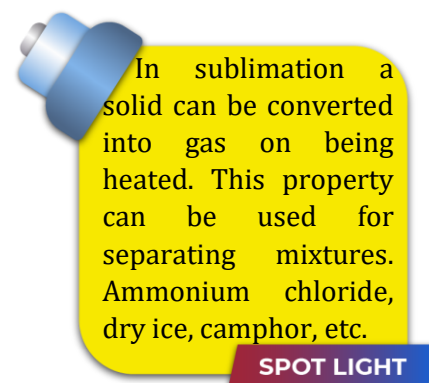 In sublimation a
solid can be converted
into gas on being
heated. This property
can be used for
separating mixtures.
Ammonium chloride,
dry ice, camphor, etc.
SPOT LIGHT